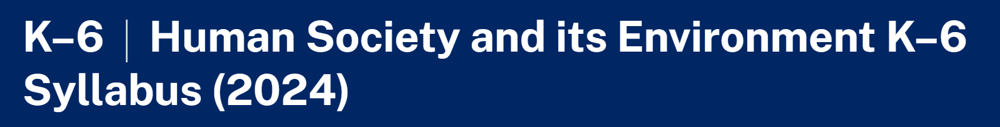 K–6 | Human Society and its Environment K–6
Syllabus (2024)